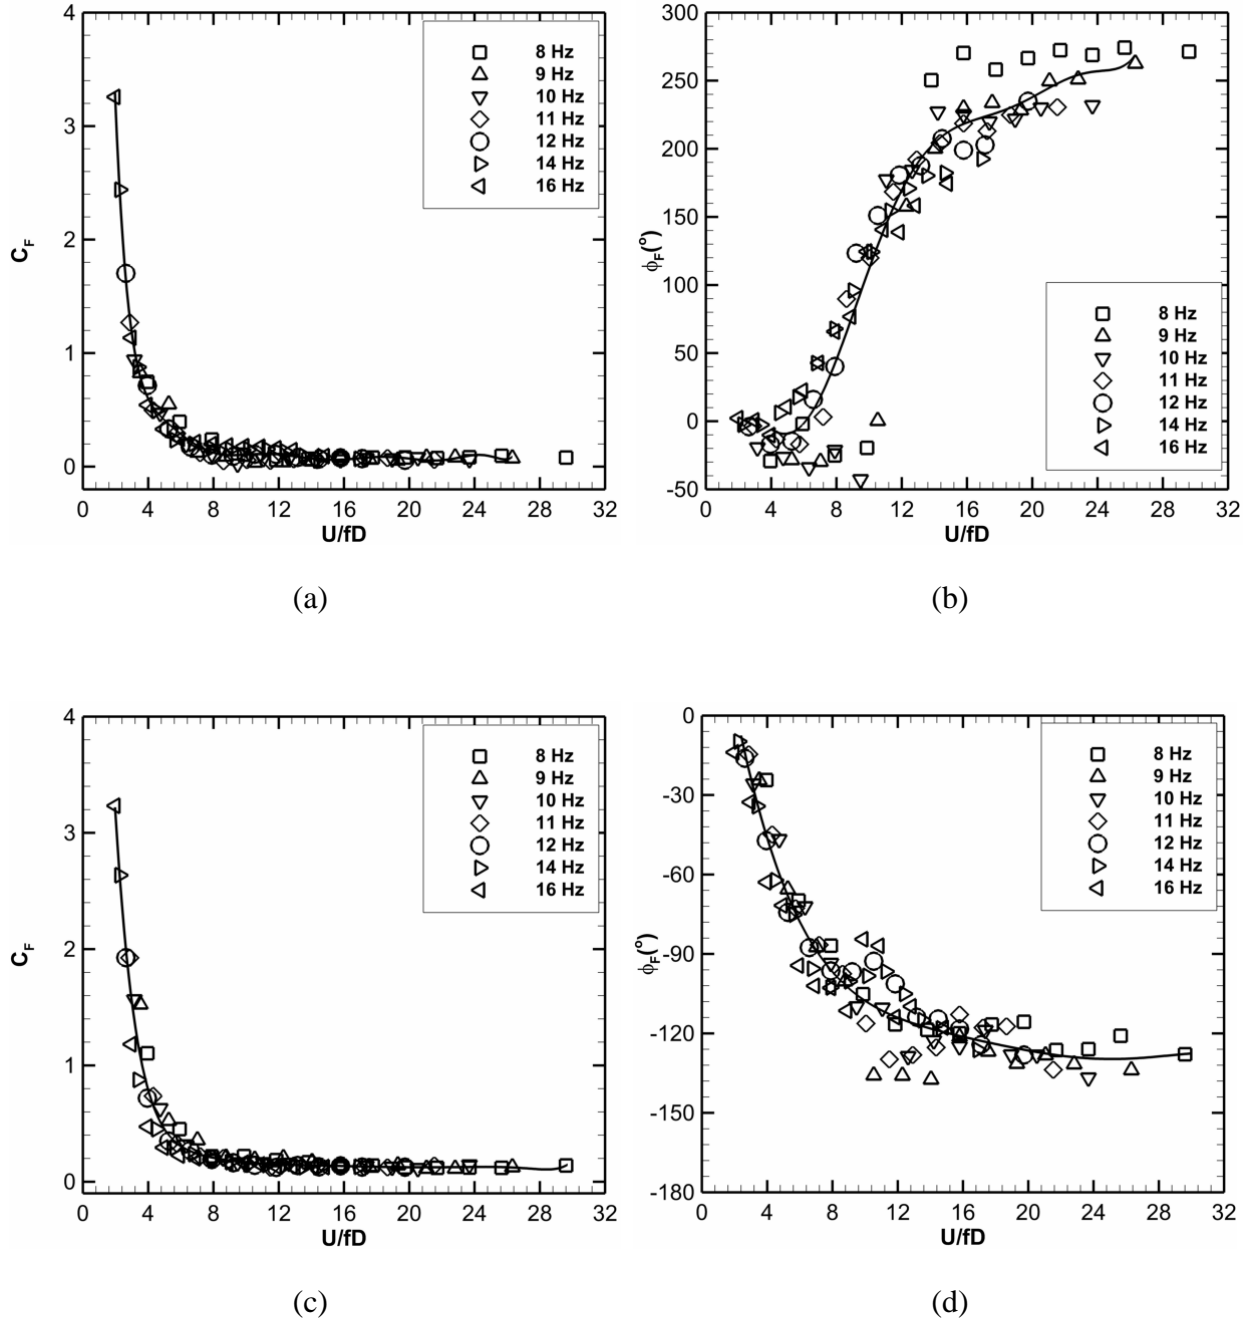 4
3
2
1
0
C_F
8 Hz
9 Hz
10 Hz
11 Hz
12 Hz
14 Hz
16 Hz
0 4 8 12 16 20 24 28 32
U/fD
(a)
300
250
200
150
100
50
0
-50
ϕ_F(°)
8 Hz
9 Hz
10 Hz
11 Hz
12 Hz
14 Hz
16 Hz
0 4 8 12 16 20 24 28 32
U/fD
(b)
4
3
2
1
0
C_F
8 Hz
9 Hz
10 Hz
11 Hz
12 Hz
14 Hz
16 Hz
0 4 8 12 16 20 24 28 32
U/fD
(c)
0
-30
-60
-90
-120
-150
-180
ϕ_F(°)
8 Hz
9 Hz
10 Hz
11 Hz
12 Hz
14 Hz
16 Hz
0 4 8 12 16 20 24 28 32
U/fD
(d)